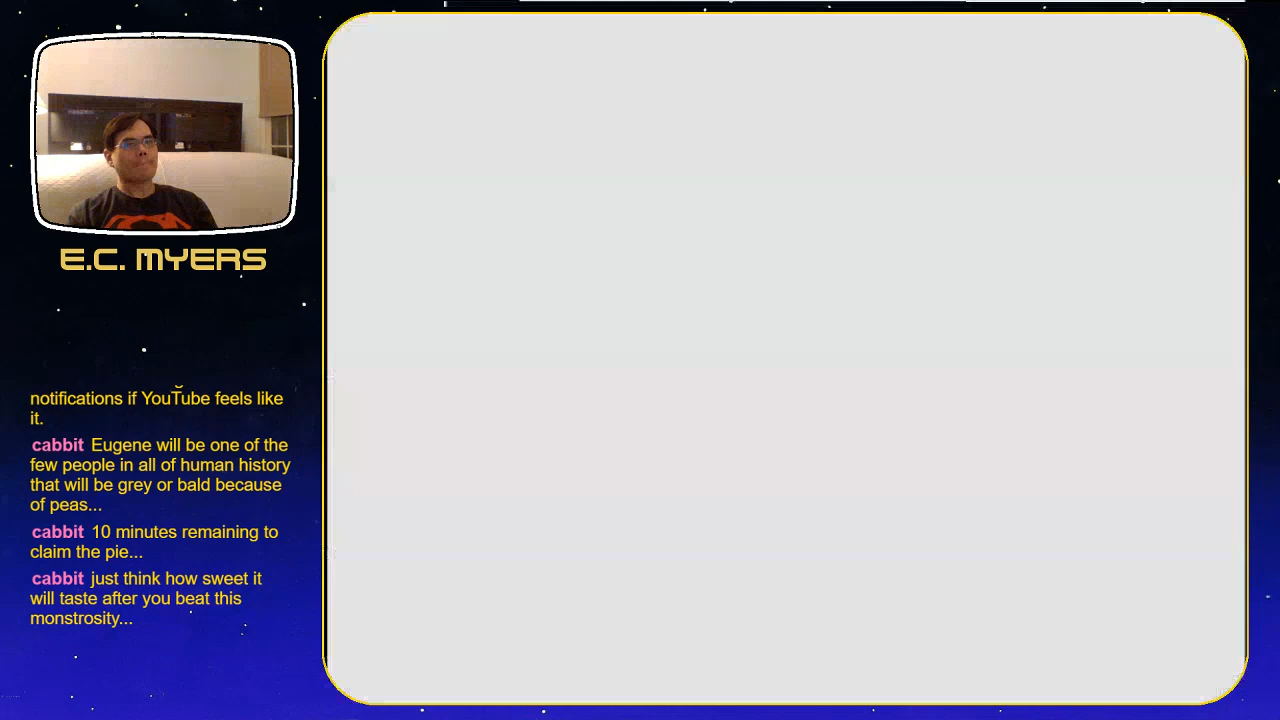 E.C. MYERS
notifications if YouTube feels like
it.
cabbit Eugene will be one of the
few people in all of human history
that will be grey or bald because
of peas...
cabbit 10 minutes remaining to
claim the pie...
cabbit just think how sweet it
will taste after you beat this
monstrosity...